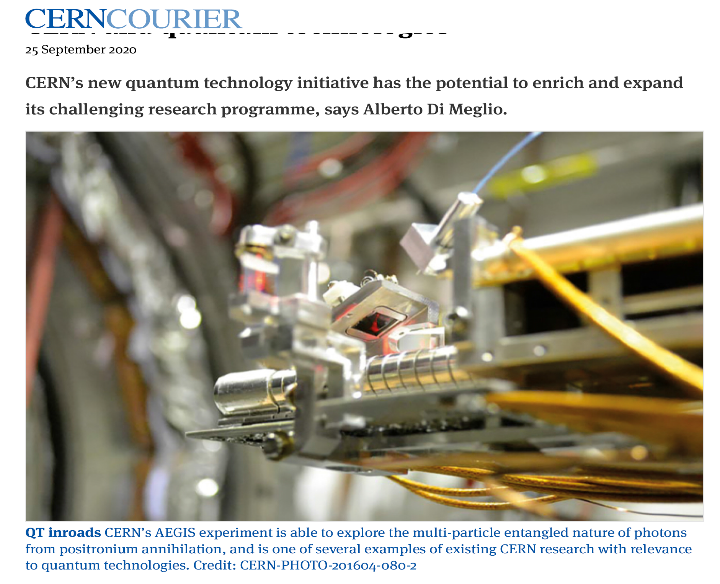 CERNCOURIER
25 September 2020
CERN's new quantum technology initiative has the potential to enrich and expand
its challenging research programme, says Alberto Di Meglio.
QT inroads CERN's AEGIS experiment is able to explore the multi-particle entangled nature of photons
from positronium annihilation, and is one of several examples of existing CERN research with relevance
to quantum technologies. Credit: CERN-PHOTO-201604-080-2